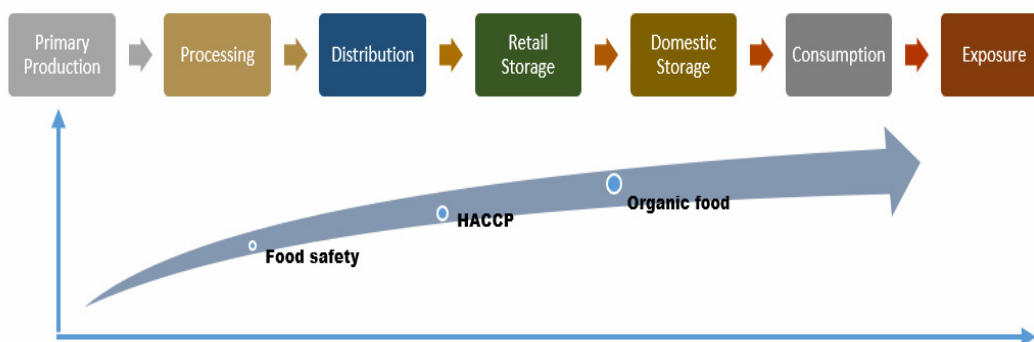 Primary
Production
Processing
Distribution
Retail
Storage
Domestic
Storage
Consumption
Exposure
Organic food
HACCP
Food safety